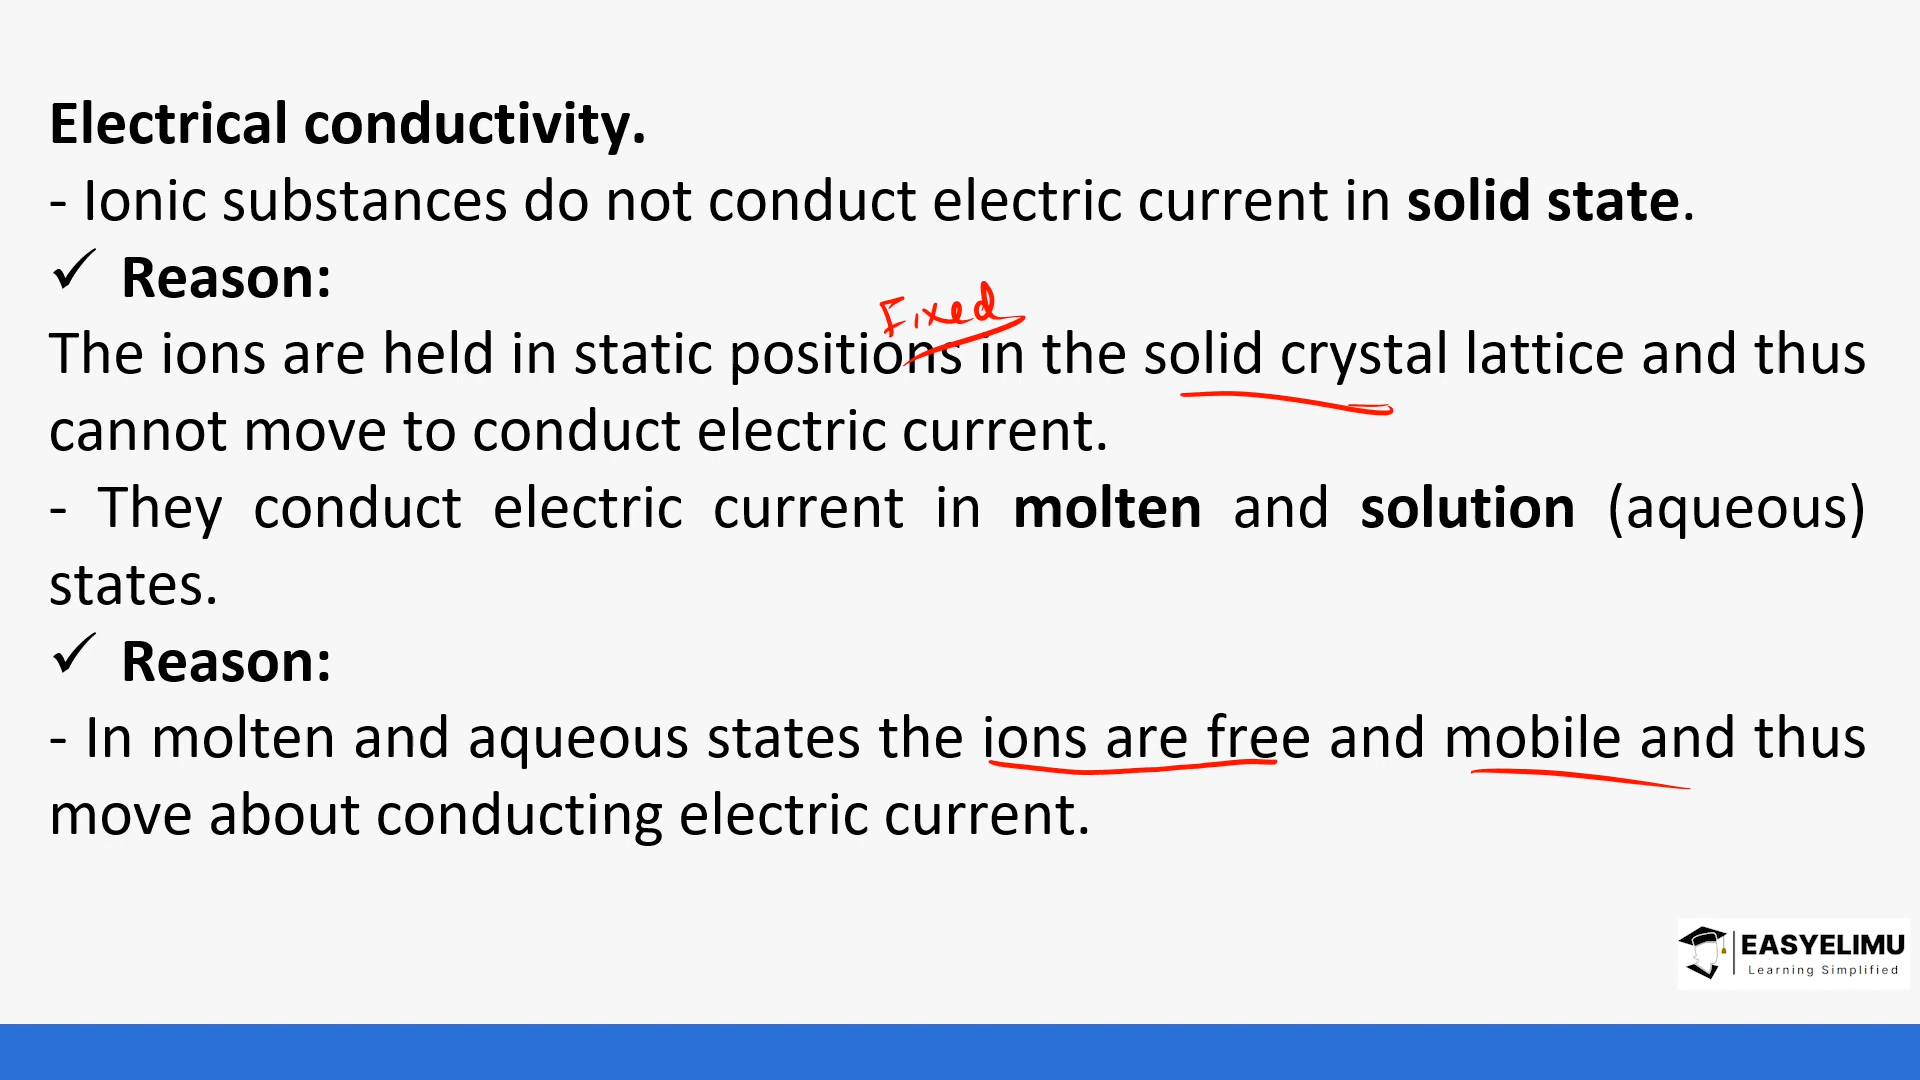 Electrical conductivity.
- Ionic substances do not conduct electric current in solid state.
✓ Reason:
Fixed
The ions are held in static positions in the solid crystal lattice and thus
cannot move to conduct electric current.
- They conduct electric current in molten and solution (aqueous)
states.
✓ Reason:
- In molten and aqueous states the ions are free and mobile and thus
move about conducting electric current.
EASYELIMU
Learning Simplified